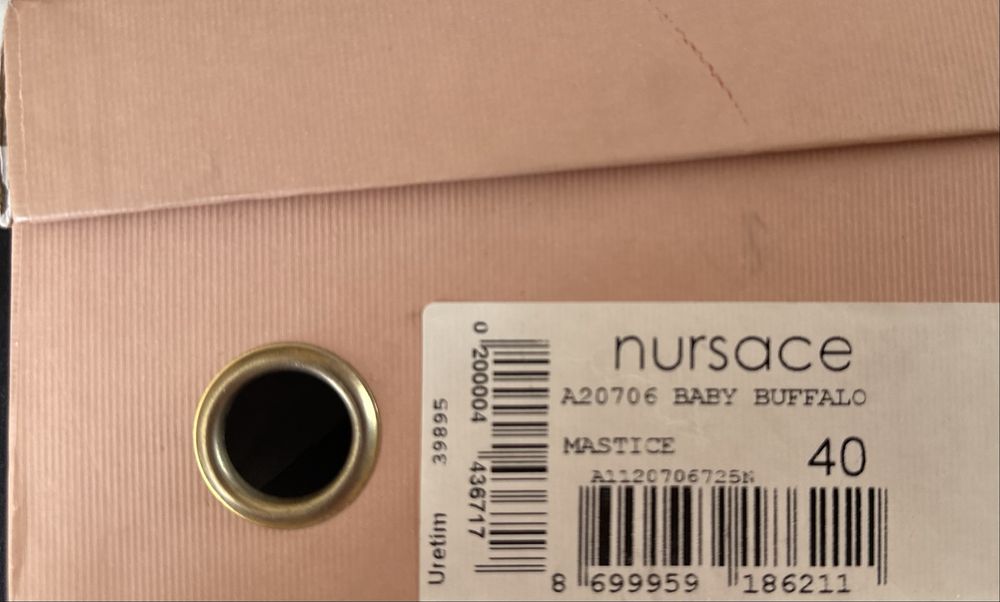 nursace
A20706 BABY BUFFALO
MASTICE
40
A1120706725N
8 699959 186211
0 200004 436717
Uretim 39895